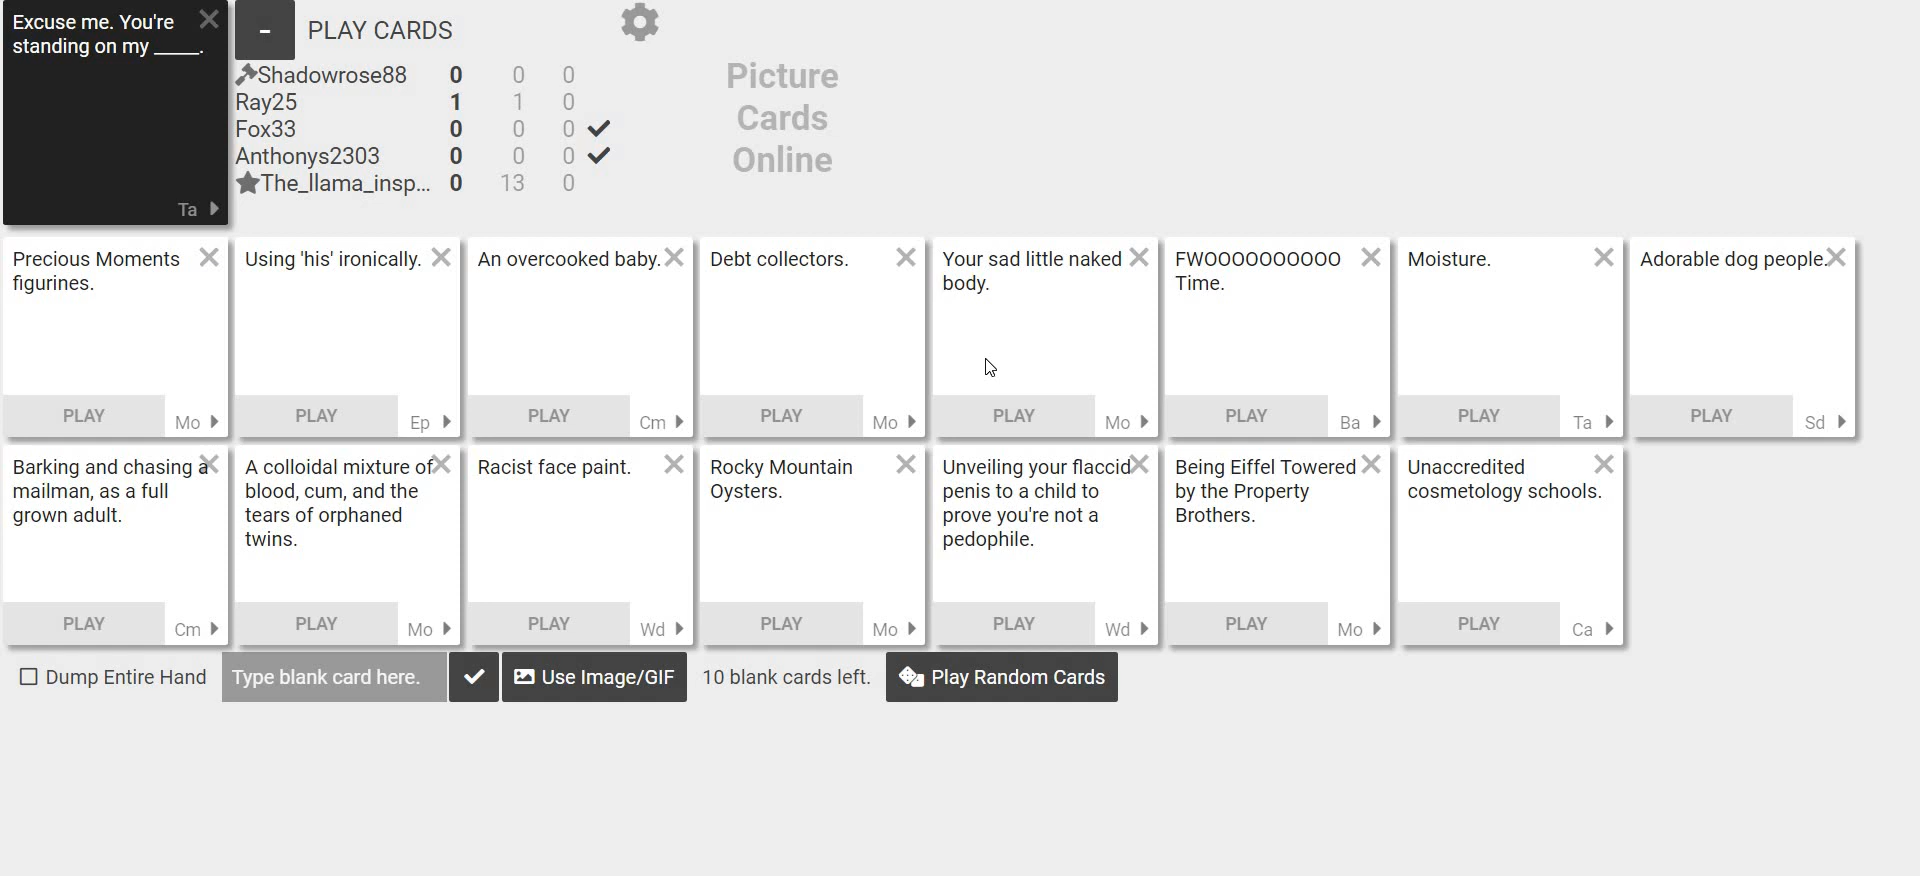 Excuse me. You're
standing on my _____.
Ta
-
PLAY CARDS
Shadowrose88 0 0 0
Ray25 1 1 0
Fox33 0 0 0
Anthonys2303 0 0 0
The_llama_insp... 0 13 0
Picture
Cards
Online
Precious Moments
figurines.
PLAY
Mo
Using 'his' ironically.
PLAY
Ep
An overcooked baby.
PLAY
Cm
Debt collectors.
PLAY
Mo
Your sad little naked
body.
PLAY
Mo
FWOOOOOOOOOO
Time.
PLAY
Ba
Moisture.
PLAY
Ta
Adorable dog people.
PLAY
Sd
Barking and chasing a
mailman, as a full
grown adult.
PLAY
Cm
A colloidal mixture of
blood, cum, and the
tears of orphaned
twins.
PLAY
Mo
Racist face paint.
PLAY
Wd
Rocky Mountain
Oysters.
PLAY
Mo
Unveiling your flaccid
penis to a child to
prove you're not a
pedophile.
PLAY
Wd
Being Eiffel Towered
by the Property
Brothers.
PLAY
Mo
Unaccredited
cosmetology schools.
PLAY
Ca
Dump Entire Hand
Type blank card here.
Use Image/GIF
10 blank cards left.
Play Random Cards